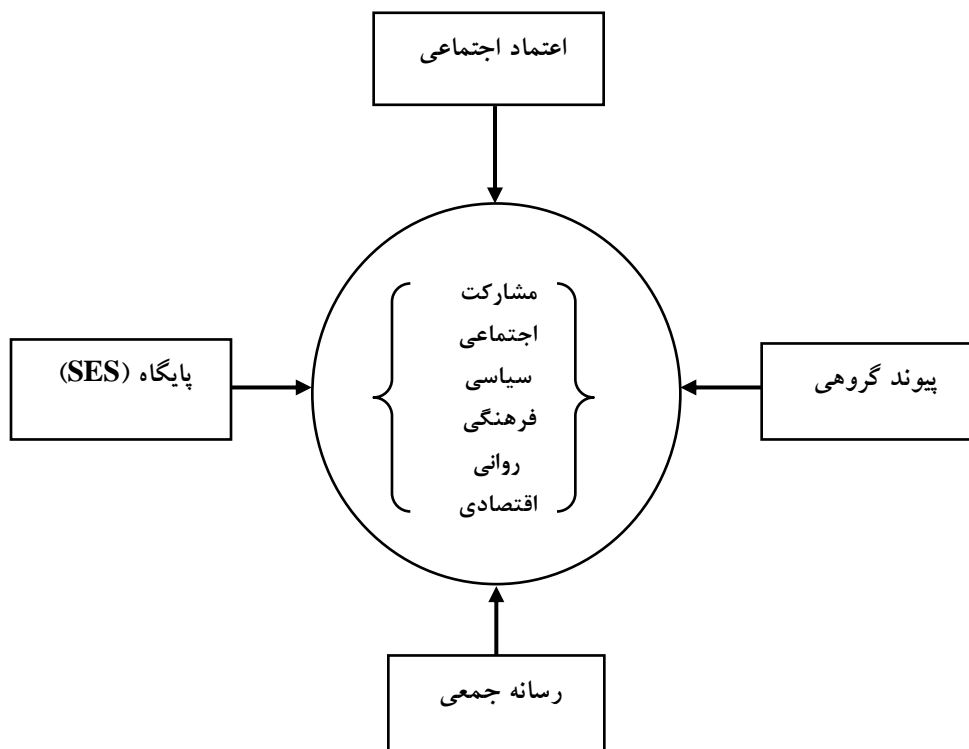 اعتماد اجتماعی
مشارکت
اجتماعی
سیاسی
فرهنگی
روانی
اقتصادی
پیوند گروهی
پایگاه (SES)
رسانه جمعی